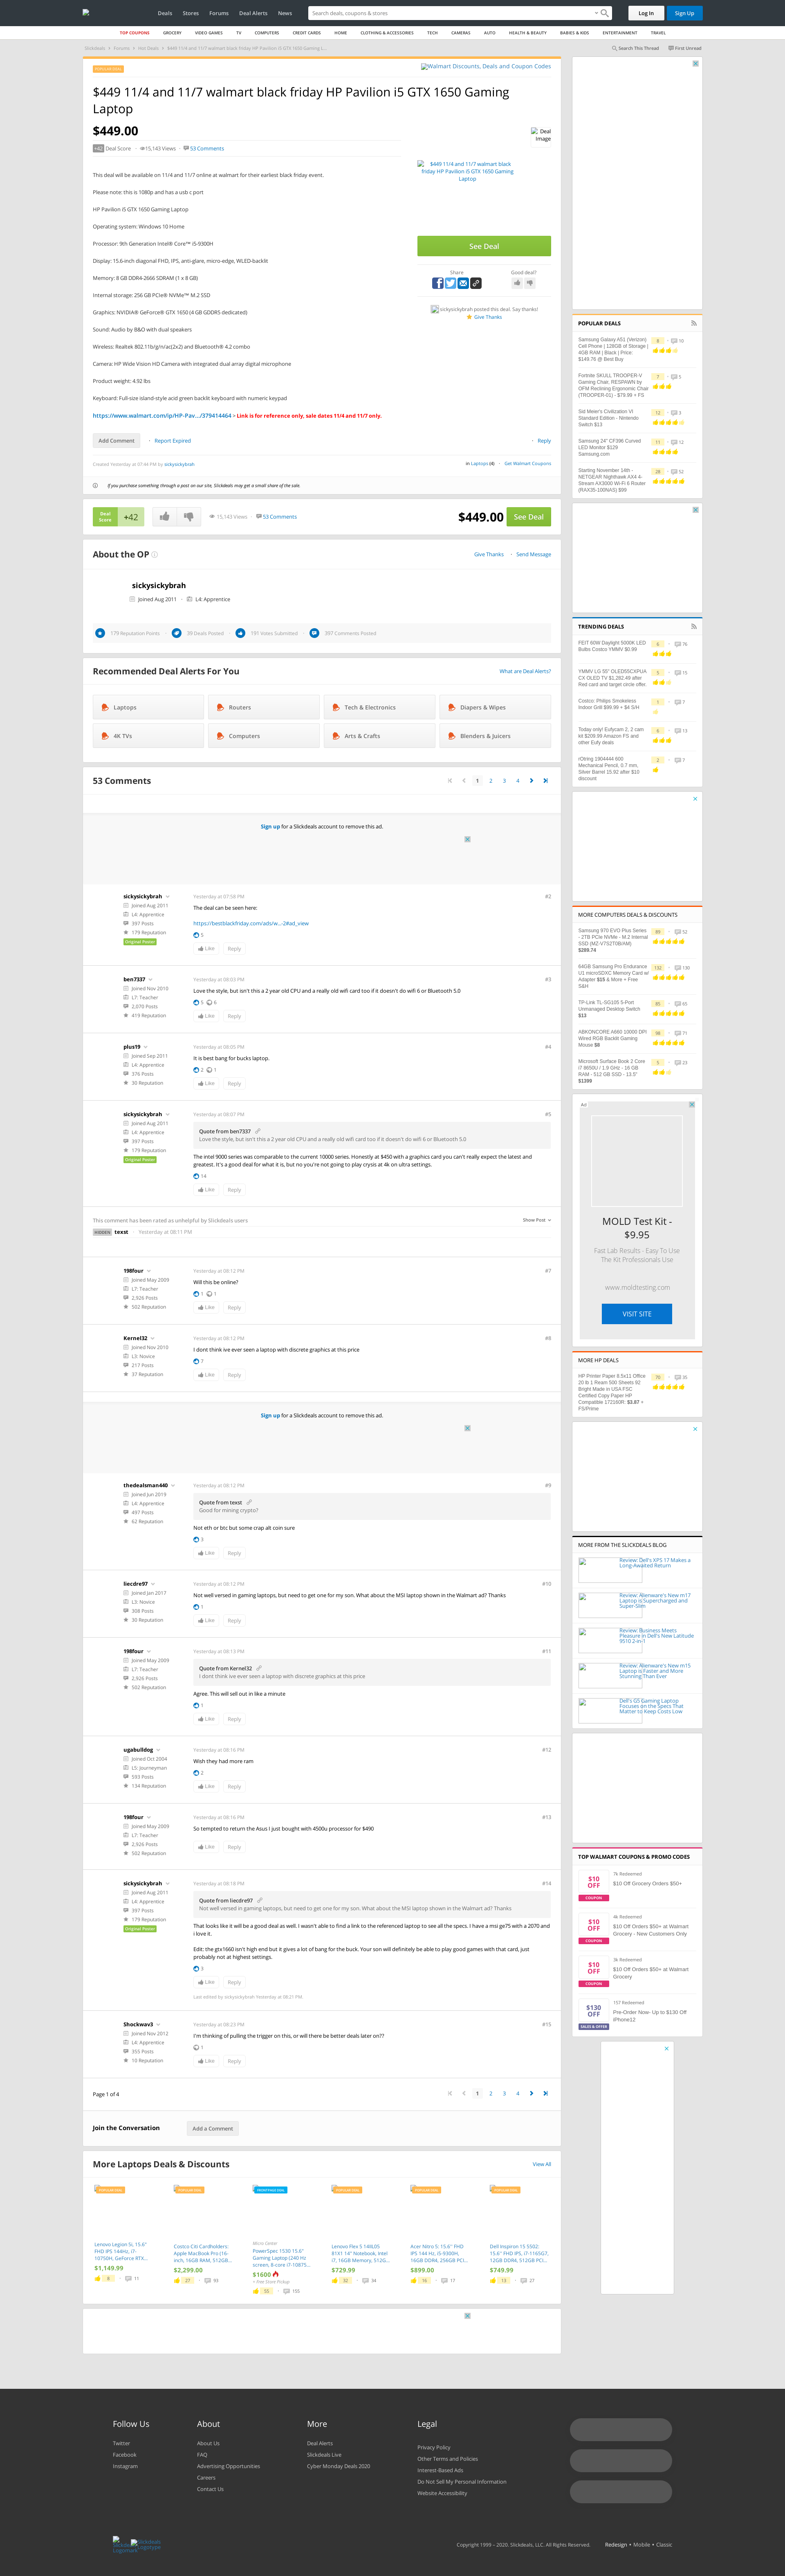 Deals
Stores
Forums
Deal Alerts
News
Search deals, coupons & stores
Log In
Sign Up
TOP COUPONS
GROCERY
VIDEO GAMES
TV
COMPUTERS
CREDIT CARDS
HOME
CLOTHING & ACCESSORIES
TECH
CAMERAS
AUTO
HEALTH & BEAUTY
BABIES & KIDS
ENTERTAINMENT
TRAVEL
Slickdeals > Forums > Hot Deals > $449 11/4 and 11/7 walmart black friday HP Pavilion i5 GTX 1650 Gaming L...
Search This Thread
First Unread
Walmart Discounts, Deals and Coupon Codes
$449 11/4 and 11/7 walmart black friday HP Pavilion i5 GTX 1650 Gaming
Laptop
$449.00
+42 Deal Score
15,143 Views
53 Comments
Deal
Image
$449 11/4 and 11/7 walmart black
friday HP Pavilion i5 GTX 1650 Gaming
Laptop
This deal will be available on 11/4 and 11/7 online at walmart for their earliest black friday event.
Please note: this is 1080p and has a usb c port
HP Pavilion i5 GTX 1650 Gaming Laptop
Operating system: Windows 10 Home
Processor: 9th Generation Intel® Core™ i5-9300H
Display: 15.6-inch diagonal FHD, IPS, anti-glare, micro-edge, WLED-backlit
Memory: 8 GB DDR4-2666 SDRAM (1 x 8 GB)
Internal storage: 256 GB PCIe® NVMe™ M.2 SSD
Graphics: NVIDIA® GeForce® GTX 1650 (4 GB GDDR5 dedicated)
Sound: Audio by B&O with dual speakers
Wireless: Realtek 802.11b/g/n/ac(2x2) and Bluetooth® 4.2 combo
Camera: HP Wide Vision HD Camera with integrated dual array digital microphone
Product weight: 4.92 lbs
Keyboard: Full-size island-style acid green backlit keyboard with numeric keypad
https://www.walmart.com/ip/HP-Pav.../379414464 > Link is for reference only, sale dates 11/4 and 11/7 only.
See Deal
Share
Good deal?
sickysickybrah posted this deal. Say thanks!
Give Thanks
Add Comment
Report Expired
Reply
Created Yesterday at 07:44 PM by sickysickybrah
in Laptops (4)
Get Walmart Coupons
If you purchase something through a post on our site, Slickdeals may get a small share of the sale.
Deal
Score
+42
15,143 Views
53 Comments
$449.00
See Deal
About the OP
Give Thanks
Send Message
sickysickybrah
Joined Aug 2011
L4: Apprentice
179 Reputation Points
39 Deals Posted
191 Votes Submitted
397 Comments Posted
Recommended Deal Alerts For You
What are Deal Alerts?
Laptops
Routers
Tech & Electronics
Diapers & Wipes
4K TVs
Computers
Arts & Crafts
Blenders & Juicers
53 Comments
1 2 3 4
Sign up for a Slickdeals account to remove this ad.
sickysickybrah
Joined Aug 2011
L4: Apprentice
397 Posts
179 Reputation
Original Poster
Yesterday at 07:58 PM
#2
The deal can be seen here:
https://bestblackfriday.com/ads/w...-2#ad_view
5
Like
Reply
ben7337
Joined Nov 2010
L7: Teacher
2,070 Posts
419 Reputation
Yesterday at 08:03 PM
#3
Love the style, but isn't this a 2 year old CPU and a really old wifi card too if it doesn't do wifi 6 or Bluetooth 5.0
5 6
Like
Reply
plus19
Joined Sep 2011
L4: Apprentice
376 Posts
30 Reputation
Yesterday at 08:05 PM
#4
It is best bang for bucks laptop.
2 1
Like
Reply
sickysickybrah
Joined Aug 2011
L4: Apprentice
397 Posts
179 Reputation
Original Poster
Yesterday at 08:07 PM
#5
Quote from ben7337
Love the style, but isn't this a 2 year old CPU and a really old wifi card too if it doesn't do wifi 6 or Bluetooth 5.0
The intel 9000 series was comparable to the current 10000 series. Honestly at $450 with a graphics card you can't really expect the latest and
greatest. It's a good deal for what it is, but no you're not going to play crysis at 4k on ultra settings.
14
Like
Reply
This comment has been rated as unhelpful by Slickdeals users
Show Post
HIDDEN texst
Yesterday at 08:11 PM
198flour
Joined May 2009
L7: Teacher
2,926 Posts
502 Reputation
Yesterday at 08:12 PM
#7
Will this be online?
1 1
Like
Reply
Kernel32
Joined Nov 2010
L3: Novice
217 Posts
37 Reputation
Yesterday at 08:12 PM
#8
I dont think ive ever seen a laptop with discrete graphics at this price
7
Like
Reply
Sign up for a Slickdeals account to remove this ad.
thedealsman440
Joined Jun 2019
L4: Apprentice
497 Posts
62 Reputation
Yesterday at 08:12 PM
#9
Quote from texst
Good for mining crypto?
Not eth or btc but some crap alt coin sure
3
Like
Reply
liecdre97
Joined Jan 2017
L3: Novice
308 Posts
30 Reputation
Yesterday at 08:12 PM
#10
Not well versed in gaming laptops, but need to get one for my son. What about the MSI laptop shown in the Walmart ad? Thanks
1
Like
Reply
198flour
Joined May 2009
L7: Teacher
2,926 Posts
502 Reputation
Yesterday at 08:13 PM
#11
Quote from Kernel32
I dont think ive ever seen a laptop with discrete graphics at this price
Agree. This will sell out in like a minute
1
Like
Reply
ugabulldog
Joined Oct 2004
L5: Journeyman
593 Posts
134 Reputation
Yesterday at 08:16 PM
#12
Wish they had more ram
2
Like
Reply
198flour
Joined May 2009
L7: Teacher
2,926 Posts
502 Reputation
Yesterday at 08:16 PM
#13
So tempted to return the Asus I just bought with 4500u processor for $490
Like
Reply
sickysickybrah
Joined Aug 2011
L4: Apprentice
397 Posts
179 Reputation
Original Poster
Yesterday at 08:18 PM
#14
Quote from liecdre97
Not well versed in gaming laptops, but need to get one for my son. What about the MSI laptop shown in the Walmart ad? Thanks
That looks like it will be a good deal as well. I wasn't able to find a link to the referenced laptop to see all the specs. I have a msi ge75 with a 2070 and
i love it.
Edit: the gtx1660 isn't high end but it gives a lot of bang for the buck. Your son will definitely be able to play good games with that card, just
probably not at highest settings.
3
Like
Reply
Last edited by sickysickybrah Yesterday at 08:21 PM
Shockwav3
Joined Nov 2012
L4: Apprentice
355 Posts
10 Reputation
Yesterday at 08:23 PM
#15
I'm thinking of pulling the trigger on this, or will there be better deals later on??
1
Like
Reply
Page 1 of 4
1 2 3 4
Join the Conversation
Add a Comment
More Laptops Deals & Discounts
View All
Lenovo Legion 5i, 15.6"
FHD IPS 144Hz, i7-
10750H, GeForce RTX...
$1,149.99
6 11
Costco Citi Cardholders:
Apple MacBook Pro (16-
inch, 16GB RAM, 512GB...
$2,299.00
27 93
Micro Center
PowerSpec 1530 15.6"
Gaming Laptop (240 Hz
screen, 8-core i7-10875...
$1600
+ Free Store Pickup
55 155
Lenovo Flex 5 14IIL05
81X1 14" Notebook, Intel
i7, 16GB Memory, 512G...
$729.99
32 34
Acer Nitro 5: 15.6" FHD
IPS 144 Hz, i5-9300H,
16GB DDR4, 256GB PCI...
$899.00
16 17
Dell Inspiron 15 5502
15.6" FHD IPS, i7-1165G7,
12GB DDR4, 512GB PCI...
$749.99
13 27
POPULAR DEALS
Samsung Galaxy A51 (Verizon)
Cell Phone | 128GB of Storage |
4GB RAM | Black | Price:
$149.76 @ Best Buy
8 10
Fortnite SKULL TROOPER-V
Gaming Chair, RESPAWN by
OFM Reclining Ergonomic Chair
(TROOPER-01) - $79.99 + FS
7 5
Sid Meier's Civilization VI
Standard Edition - Nintendo
Switch $13
12 3
Samsung 24" CF396 Curved
LED Monitor $129
Samsung.com
11 12
Starting November 14th -
NETGEAR Nighthawk AX4 4-
Stream AX3000 Wi-Fi 6 Router
(RAX35-100NAS) $99
28 52
TRENDING DEALS
FEIT 60W Daylight 5000K LED
Bulbs Costco YMMV $0.99
6 76
YMMV LG 55" OLED55CXPUA
CX OLED TV $1,282.49 after
Red card and target circle offer.
5 15
Costco: Philips Smokeless
Indoor Grill $99.99 + $4 S/H
1 7
Today only! Eufycam 2, 2 cam
kit $209.99 Amazon FS and
other Eufy deals
6 13
rOtring 1904444 600
Mechanical Pencil, 0.7 mm,
Silver Barrel 15.92 after $10
discount
2 7
MORE COMPUTERS DEALS & DISCOUNTS
Samsung 970 EVO Plus Series
- 2TB PCIe NVMe - M.2 Internal
SSD (MZ-V7S2T0B/AM)
$289.74
89 52
64GB Samsung Pro Endurance
U1 microSDXC Memory Card w/
Adapter $15 & More + Free
S&H
132 130
TP-Link TL-SG105 5-Port
Unmanaged Desktop Switch
$13
85 65
ABKONCORE A660 10000 DPI
Wired RGB Backlit Gaming
Mouse $8
98 71
Microsoft Surface Book 2 Core
i7 8650U / 1.9 GHz - 16 GB
RAM - 512 GB SSD - 13.5"
$1399
5 23
Ad
MOLD Test Kit -
$9.95
Fast Lab Results - Easy To Use
The Kit Professionals Use
www.moldtesting.com
VISIT SITE
MORE HP DEALS
HP Printer Paper 8.5x11 Office
20 lb 1 Ream 500 Sheets 92
Bright Made in USA FSC
Certified Copy Paper HP
Compatible 172160R: $3.97 +
FS/Prime
MORE FROM THE SLICKDEALS BLOG
Review: Dell's XPS 17 Makes a
Long-Awaited Return
Review: Alienware's New m17
Laptop is Supercharged and
Super-Slim
Review: Business Meets
Pleasure in Dell's New Latitude
9510 2-in-1
Review: Alienware's New m15
Laptop is Faster and More
Stunning Than Ever
Dell's G5 Gaming Laptop
Focuses on the Specs That
Matter to Keep Costs Low
TOP WALMART COUPONS & PROMO CODES
$10
OFF
COUPON
7k Redeemed
$10 Off Grocery Orders $50+
$10
OFF
COUPON
4k Redeemed
$10 Off Orders $50+ at Walmart
Grocery - New Customers Only
$10
OFF
COUPON
3k Redeemed
$10 Off Orders $50+ at Walmart
Grocery
$130
OFF
SALES & OFFER
157 Redeemed
Pre-Order Now- Up to $130 Off
iPhone12
Follow Us
Twitter
Facebook
Instagram
About
About Us
FAQ
Advertising Opportunities
Careers
Contact Us
More
Deal Alerts
Slickdeals Live
Cyber Monday Deals 2020
Legal
Privacy Policy
Other Terms and Policies
Interest-Based Ads
Do Not Sell My Personal Information
Website Accessibility
Copyright 1999 – 2020. Slickdeals, LLC. All Rights Reserved.
Redesign • Mobile • Classic